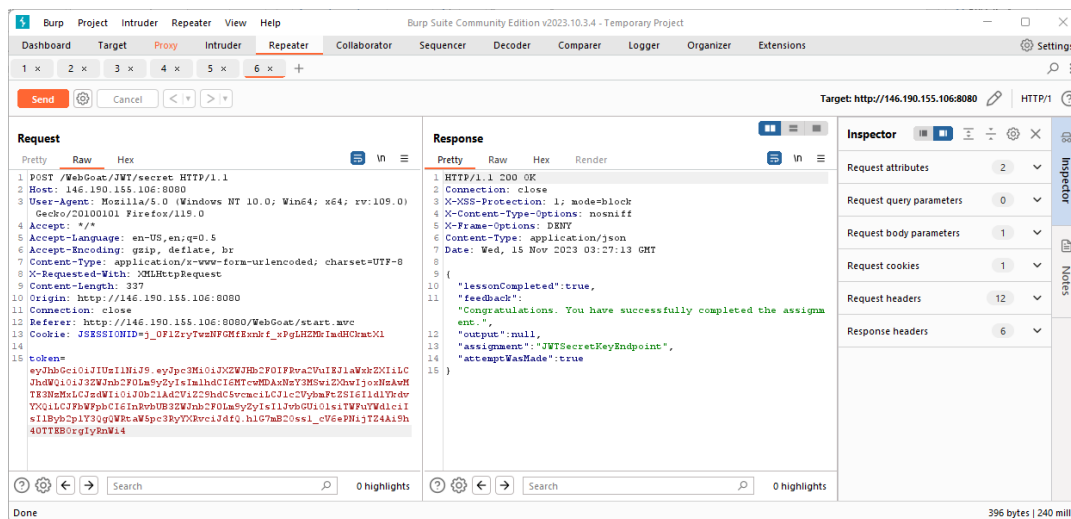 Burp Project Intruder Repeater View Help Burp Suite Community Edition v2023.10.3.4 - Temporary Project
Dashboard Target Proxy Intruder Repeater Collaborator Sequencer Decoder Comparer Logger Organizer Extensions Settings
1 × 2 × 3 × 4 × 5 × 6 × +
Send Cancel < > Target: http://146.190.155.106:8080 HTTP/1
Request
Pretty Raw Hex \n
1 POST /WebGoat/JWT/secret HTTP/1.1
2 Host: 146.190.155.106:8080
3 User-Agent: Mozilla/5.0 (Windows NT 10.0; Win64; x64; rv:109.0)
Gecko/20100101 Firefox/119.0
4 Accept: */*
5 Accept-Language: en-US,en;q=0.5
6 Accept-Encoding: gzip, deflate, br
7 Content-Type: application/x-www-form-urlencoded; charset=UTF-8
8 X-Requested-With: XMLHttpRequest
9 Content-Length: 337
10 Origin: http://146.190.155.106:8080
11 Connection: close
12 Referer: http://146.190.155.106:8080/WebGoat/start.mvc
13 Cookie: JSESSIONID=
14
15 token=
Search 0 highlights
Response
Pretty Raw Hex Render \n
1 HTTP/1.1 200 OK
2 Connection: close
3 X-XSS-Protection: 1; mode=block
4 X-Content-Type-Options: nosniff
5 X-Frame-Options: DENY
6 Content-Type: application/json
7 Date: Wed, 15 Nov 2023 03:27:13 GMT
8
9 {
10 "lessonCompleted":true,
11 "feedback":
"Congratulations. You have successfully completed the assignm
ent.",
12 "output":null,
13 "assignment":"JWTSecretKeyEndpoint",
14 "attemptWasMade":true
15 }
Search 0 highlights
Inspector
Request attributes 2
Request query parameters 0
Request body parameters 1
Request cookies 1
Request headers 12
Response headers 6
Inspector
Notes
Done 396 bytes | 240 mill